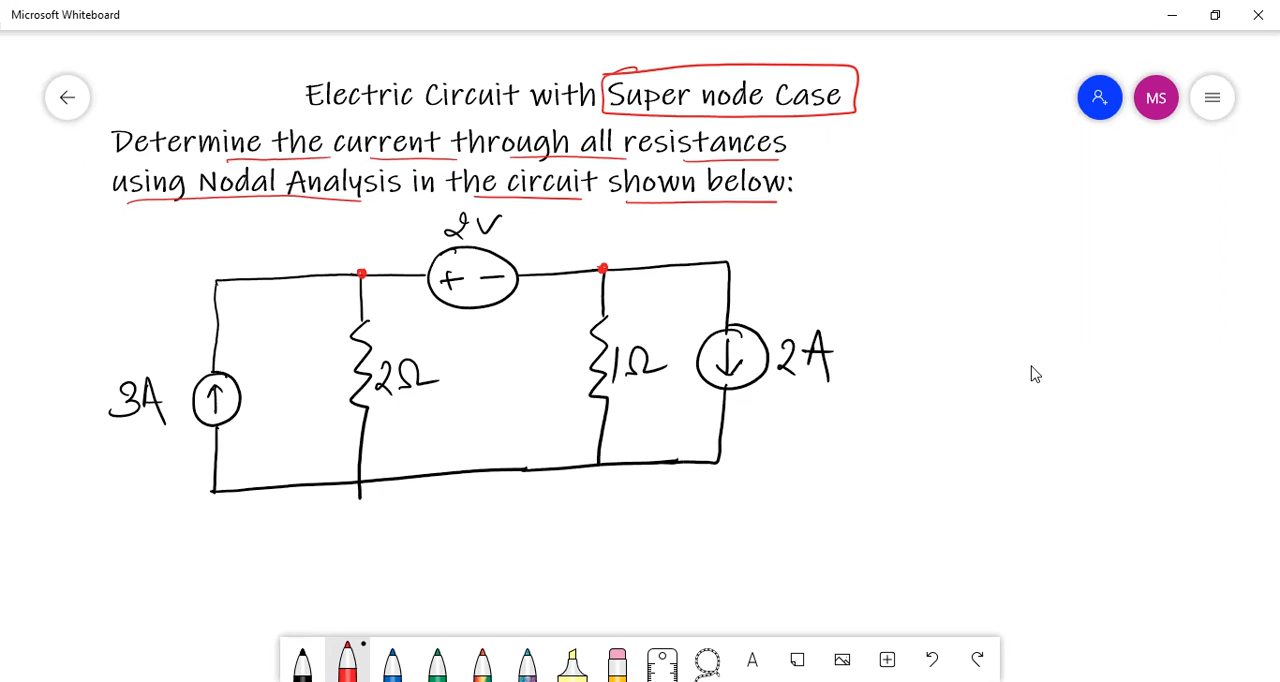 Microsoft Whiteboard
Electric Circuit with Super node Case
MS
Determine the current through all resistances
using Nodal Analysis in the circuit shown below:
2V
+ −
3A
2Ω
1Ω
2A
A